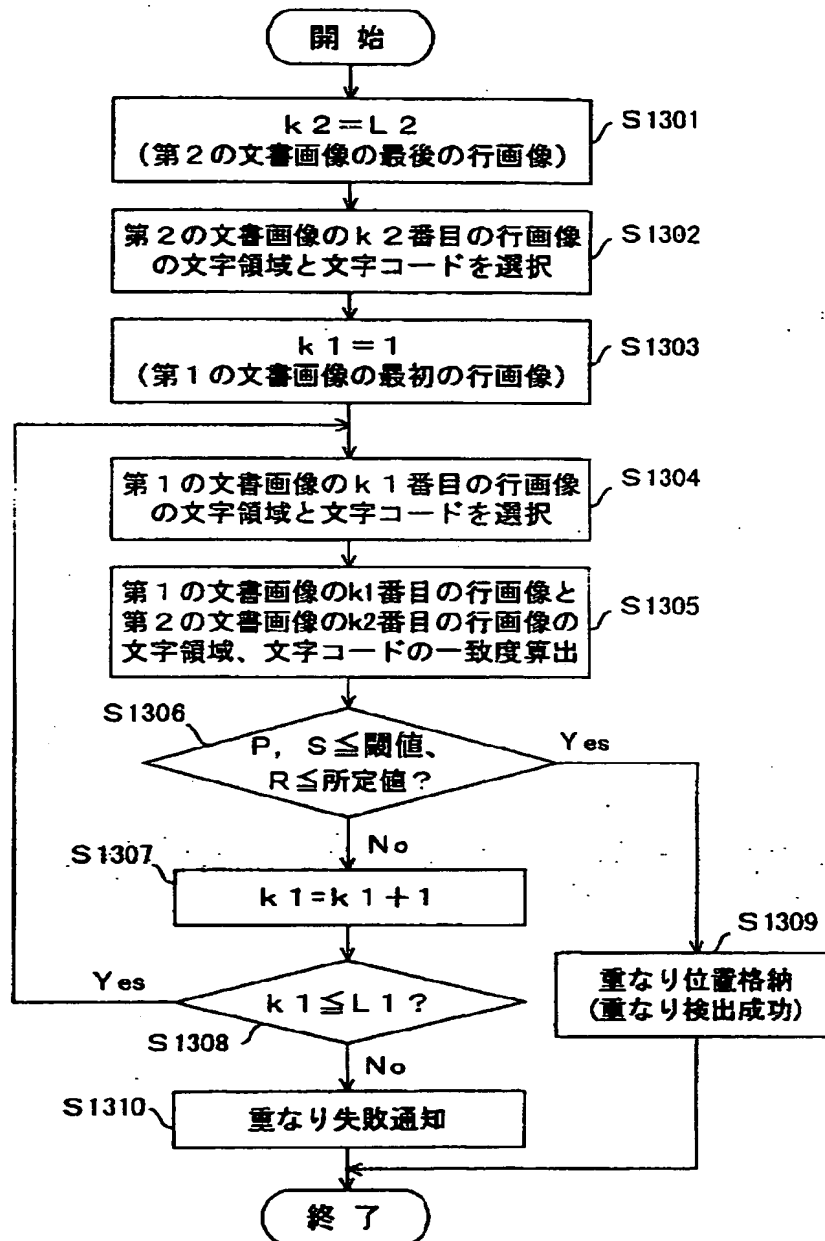 開 始
k 2=L 2
(第2の文書画像の最後の行画像)
S1301
第2の文書画像のk 2番目の行画像
の文字領域と文字コードを選択
S1302
k 1=1
(第1の文書画像の最初の行画像)
S1303
第1の文書画像のk 1番目の行画像
の文字領域と文字コードを選択
S1304
第1の文書画像のk1番目の行画像と
第2の文書画像のk2番目の行画像の
文字領域、文字コードの一致度算出
S1305
S1306
P, S≦閾値、
R≦所定値?
Yes
No
S1307
k 1=k 1+1
S1309
重なり位置格納
(重なり検出成功)
Yes
k 1≦L 1?
S1308
No
S1310
重なり失敗通知
終 了